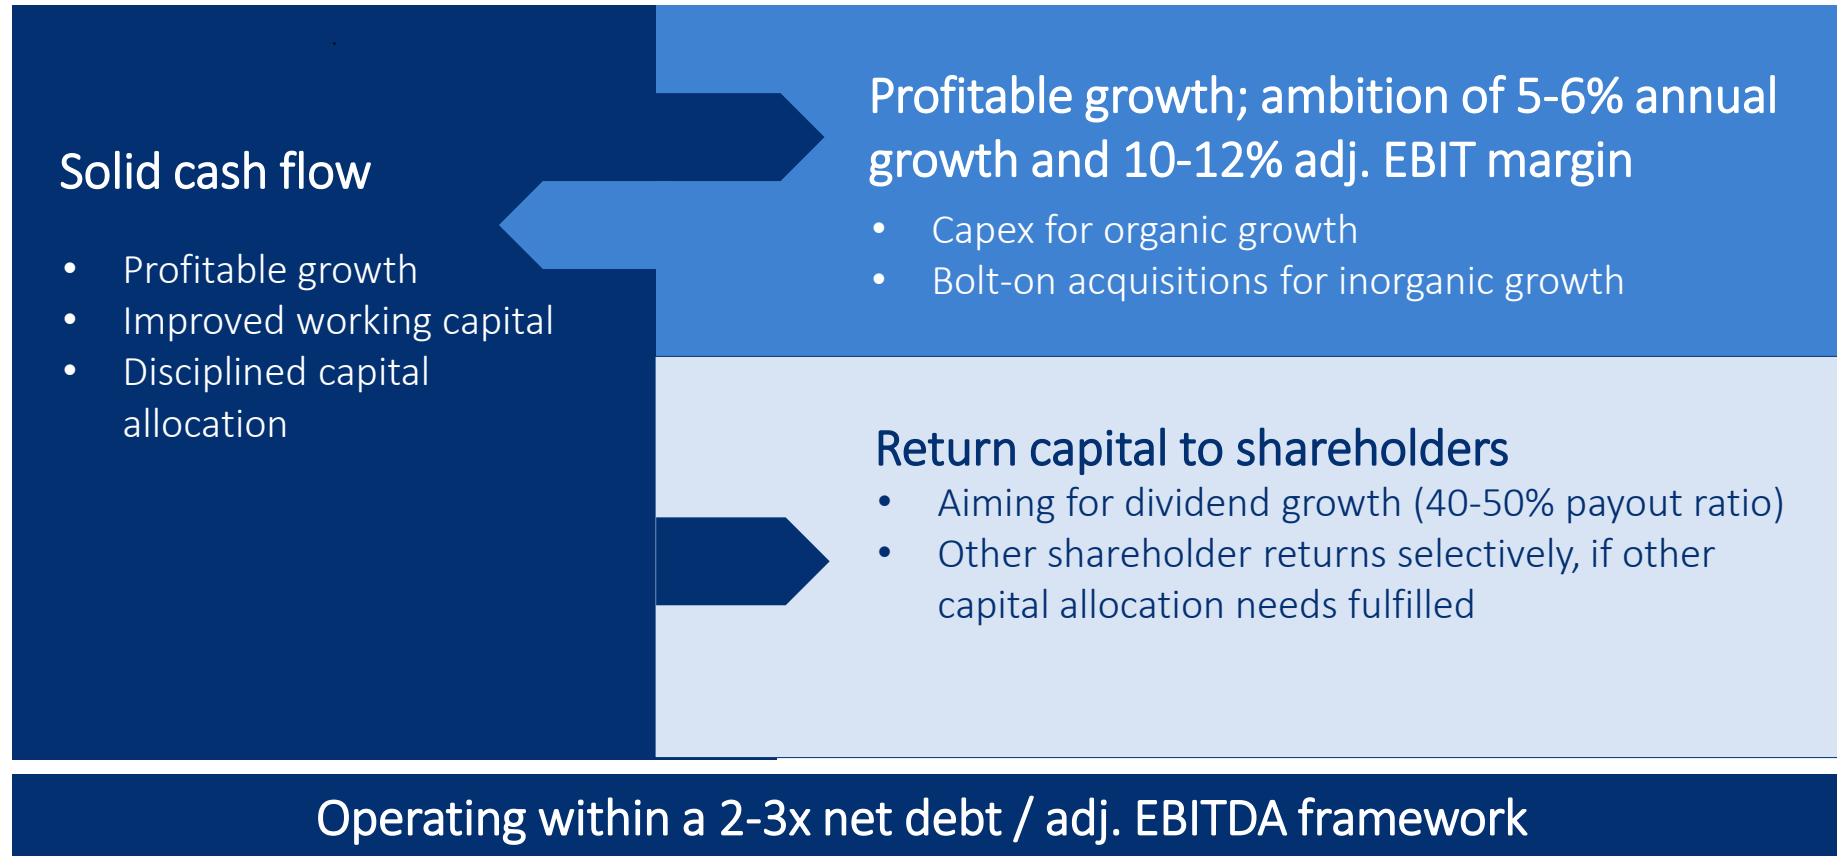 Solid cash flow
• Profitable growth
• Improved working capital
• Disciplined capital
allocation
Profitable growth; ambition of 5-6% annual
growth and 10-12% adj. EBIT margin
• Capex for organic growth
• Bolt-on acquisitions for inorganic growth
Return capital to shareholders
• Aiming for dividend growth (40-50% payout ratio)
• Other shareholder returns selectively, if other
capital allocation needs fulfilled
Operating within a 2-3x net debt / adj. EBITDA framework